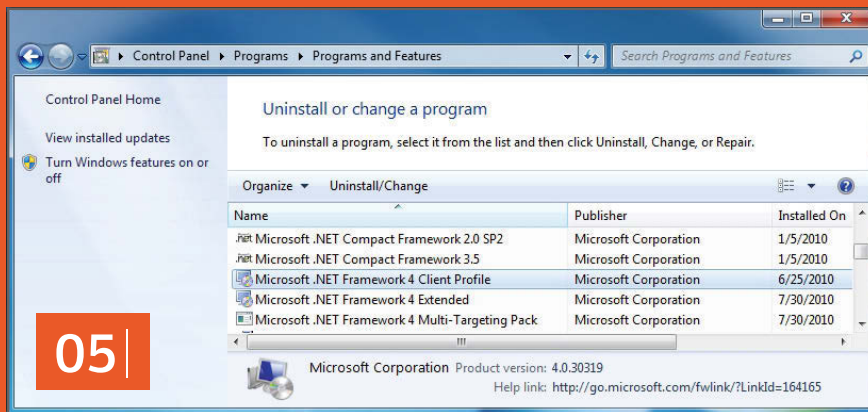 Control Panel ▸ Programs ▸ Programs and Features
Search Programs and Features
Control Panel Home
View installed updates
Turn Windows features on or
off
Uninstall or change a program
To uninstall a program, select it from the list and then click Uninstall, Change, or Repair.
Organize Uninstall/Change
Name Publisher Installed On
Microsoft .NET Compact Framework 2.0 SP2 Microsoft Corporation 1/5/2010
Microsoft .NET Compact Framework 3.5 Microsoft Corporation 1/5/2010
Microsoft .NET Framework 4 Client Profile Microsoft Corporation 6/25/2010
Microsoft .NET Framework 4 Extended Microsoft Corporation 7/30/2010
Microsoft .NET Framework 4 Multi-Targeting Pack Microsoft Corporation 7/30/2010
Microsoft Corporation Product version: 4.0.30319
Help link: http://go.microsoft.com/fwlink/?LinkId=164165
05